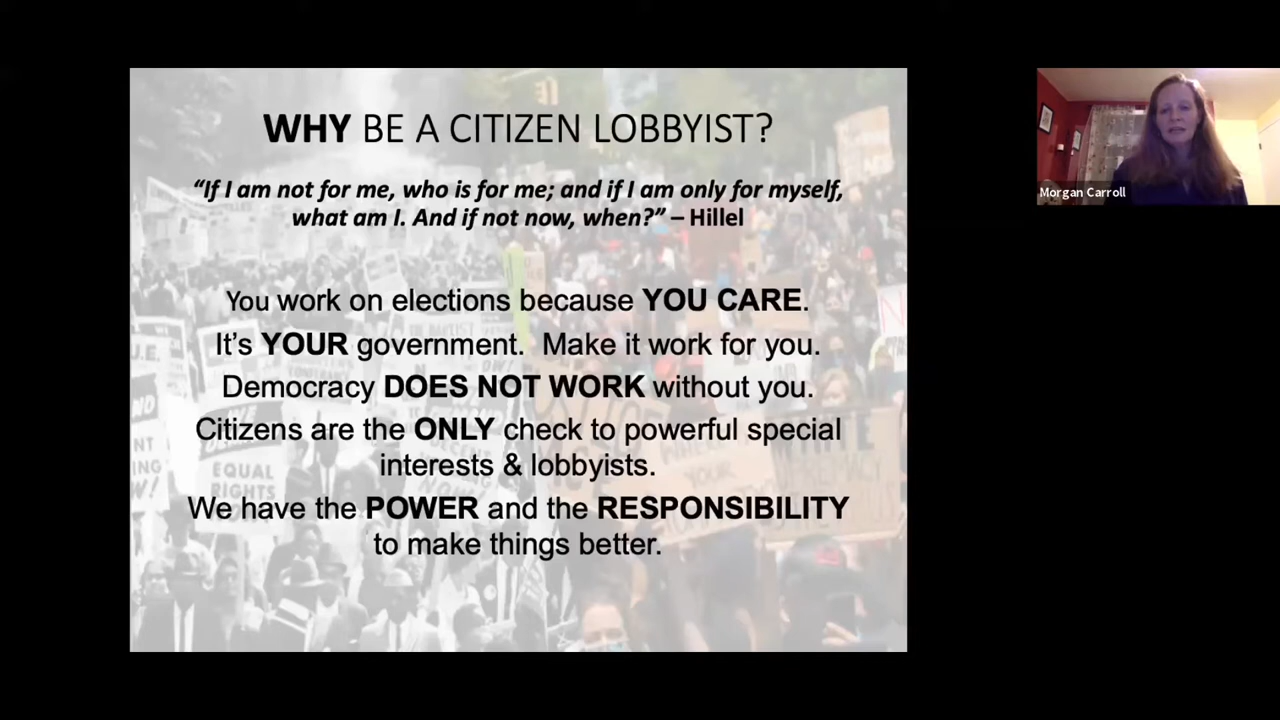 WHY BE A CITIZEN LOBBYIST?
“If I am not for me, who is for me; and if I am only for myself,
what am I. And if not now, when?” – Hillel
You work on elections because YOU CARE.
It’s YOUR government. Make it work for you.
Democracy DOES NOT WORK without you.
Citizens are the ONLY check to powerful special
interests & lobbyists.
We have the POWER and the RESPONSIBILITY
to make things better.
Morgan Carroll
EQUAL
RIGHTS